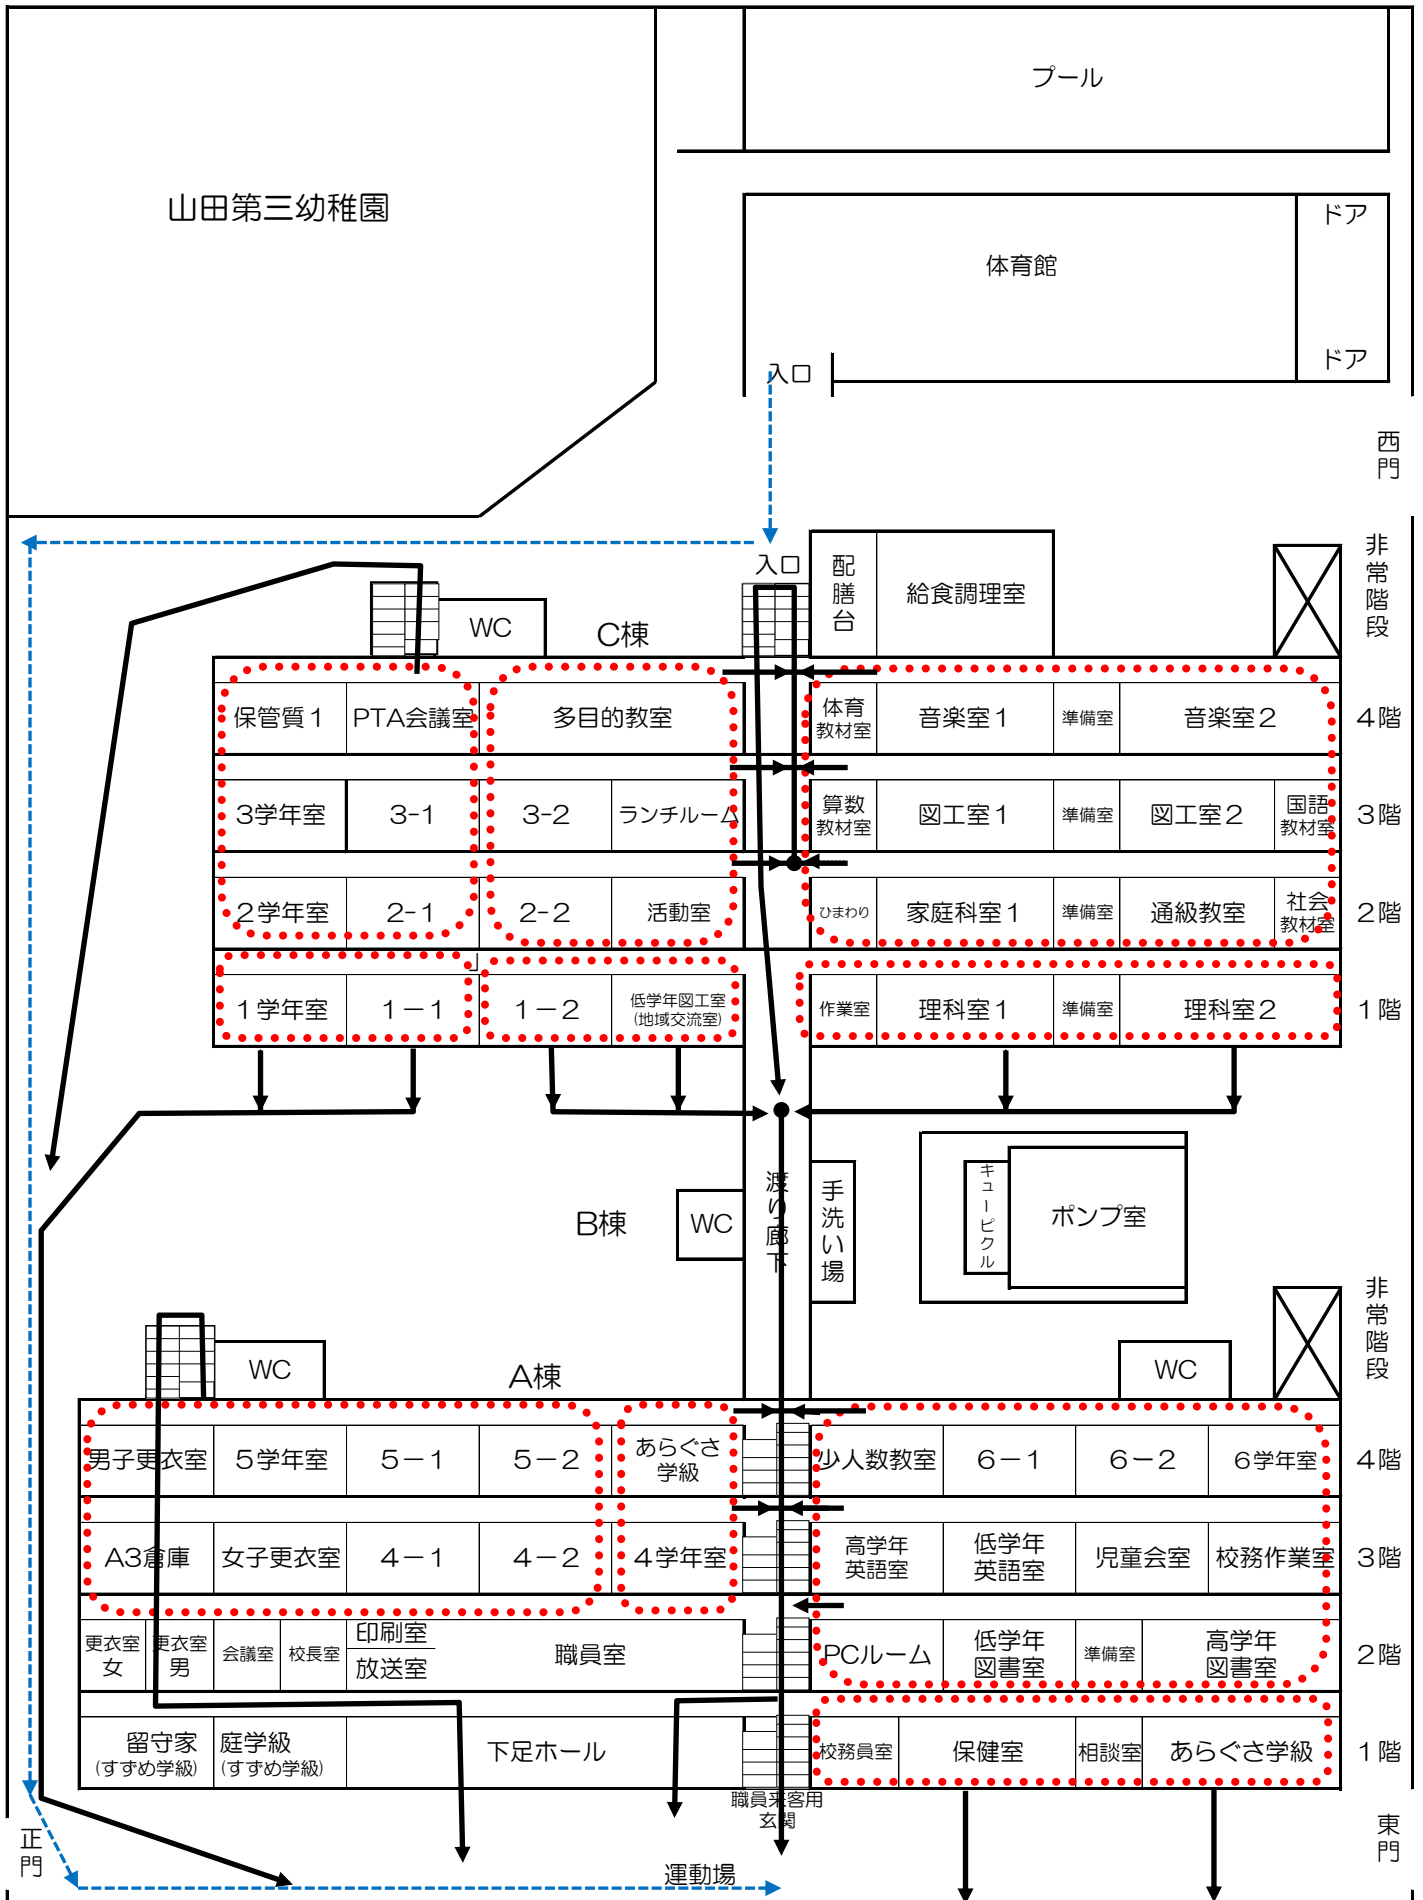 プール
山田第三幼稚園
ドア
体育館
ドア
入口
西門
非常階段
入口
配膳台
給食調理室
WC
C棟
保管質１
PTA会議室
多目的教室
体育
教材室
音楽室１
準備室
音楽室２
４階
３学年室
３-１
３-２
ランチルーム
算数
教材室
図工室１
準備室
図工室２
国語
教材室
３階
２学年室
２-１
２-２
活動室
ひまわり
家庭科室１
準備室
通級教室
社会
教材室
２階
」
１学年室
１－１
１－２
低学年図工室
(地域交流室)
作業室
理科室１
準備室
理科室２
１階
B棟
WC
渡り廊下
手洗い場
キュービクル
ポンプ室
非常階段
WC
A棟
WC
男子更衣室
５学年室
５－１
５－２
あらぐさ
学級
少人数教室
６－１
６－２
６学年室
４階
A3倉庫
女子更衣室
４－１
４－２
４学年室
高学年
英語室
低学年
英語室
児童会室
校務作業室
３階
更衣室
女
更衣室
男
会議室
校長室
印刷室
放送室
職員室
PCルーム
低学年
図書室
準備室
高学年
図書室
２階
留守家
(すずめ学級)
庭学級
(すずめ学級)
下足ホール
校務員室
保健室
相談室
あらぐさ学級
１階
職員来客用
玄関
正門
運動場
東門